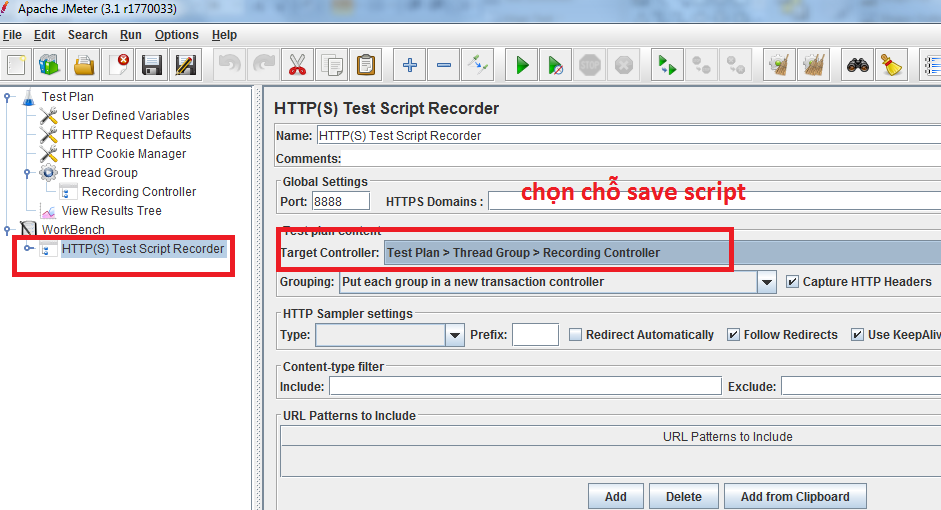 Apache JMeter (3.1 r1770033)
File Edit Search Run Options Help
Test Plan
User Defined Variables
HTTP Request Defaults
HTTP Cookie Manager
Thread Group
Recording Controller
View Results Tree
WorkBench
HTTP(S) Test Script Recorder
HTTP(S) Test Script Recorder
Name: HTTP(S) Test Script Recorder
Comments:
Global Settings
Port: 8888 HTTPS Domains :
chọn chỗ save script
Test plan content
Target Controller: Test Plan > Thread Group > Recording Controller
Grouping: Put each group in a new transaction controller Capture HTTP Headers
HTTP Sampler settings
Type: Prefix: Redirect Automatically Follow Redirects Use KeepAliv
Content-type filter
Include: Exclude:
URL Patterns to Include
URL Patterns to Include
Add Delete Add from Clipboard